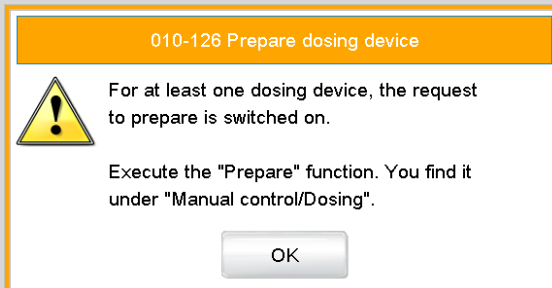 010-126 Prepare dosing device
For at least one dosing device, the request
to prepare is switched on.
Execute the "Prepare" function. You find it
under "Manual control/Dosing".
OK